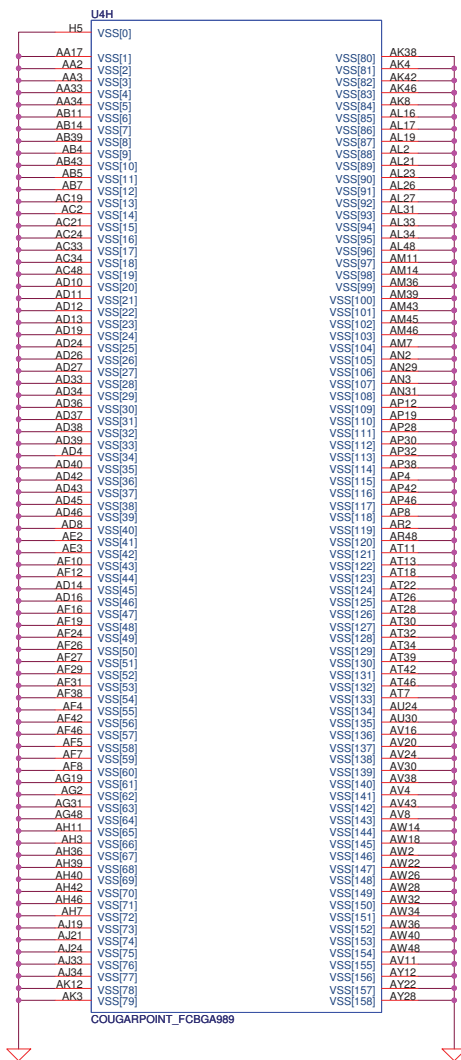 U4H
H5 VSS[0]
AA17 VSS[1] VSS[80] AK38
AA2 VSS[2] VSS[81] AK4
AA3 VSS[3] VSS[82] AK42
AA33 VSS[4] VSS[83] AK46
AA34 VSS[5] VSS[84] AK8
AB11 VSS[6] VSS[85] AL16
AB14 VSS[7] VSS[86] AL17
AB39 VSS[8] VSS[87] AL19
AB4 VSS[9] VSS[88] AL2
AB43 VSS[10] VSS[89] AL21
AB5 VSS[11] VSS[90] AL23
AB7 VSS[12] VSS[91] AL26
AC19 VSS[13] VSS[92] AL27
AC2 VSS[14] VSS[93] AL31
AC21 VSS[15] VSS[94] AL33
AC24 VSS[16] VSS[95] AL34
AC33 VSS[17] VSS[96] AL48
AC34 VSS[18] VSS[97] AM11
AC48 VSS[19] VSS[98] AM14
AD10 VSS[20] VSS[99] AM36
AD11 VSS[21] VSS[100] AM39
AD12 VSS[22] VSS[101] AM43
AD13 VSS[23] VSS[102] AM45
AD19 VSS[24] VSS[103] AM46
AD24 VSS[25] VSS[104] AM7
AD26 VSS[26] VSS[105] AN2
AD27 VSS[27] VSS[106] AN29
AD33 VSS[28] VSS[107] AN3
AD34 VSS[29] VSS[108] AN31
AD36 VSS[30] VSS[109] AP12
AD37 VSS[31] VSS[110] AP19
AD38 VSS[32] VSS[111] AP28
AD39 VSS[33] VSS[112] AP30
AD4 VSS[34] VSS[113] AP32
AD40 VSS[35] VSS[114] AP38
AD42 VSS[36] VSS[115] AP4
AD43 VSS[37] VSS[116] AP42
AD45 VSS[38] VSS[117] AP46
AD46 VSS[39] VSS[118] AP8
AD8 VSS[40] VSS[119] AR2
AE2 VSS[41] VSS[120] AR48
AE3 VSS[42] VSS[121] AT11
AF10 VSS[43] VSS[122] AT13
AF12 VSS[44] VSS[123] AT18
AD14 VSS[45] VSS[124] AT22
AD16 VSS[46] VSS[125] AT26
AF16 VSS[47] VSS[126] AT28
AF19 VSS[48] VSS[127] AT30
AF24 VSS[49] VSS[128] AT32
AF26 VSS[50] VSS[129] AT34
AF27 VSS[51] VSS[130] AT39
AF29 VSS[52] VSS[131] AT42
AF31 VSS[53] VSS[132] AT46
AF38 VSS[54] VSS[133] AT7
AF4 VSS[55] VSS[134] AU24
AF42 VSS[56] VSS[135] AU30
AF46 VSS[57] VSS[136] AV16
AF5 VSS[58] VSS[137] AV20
AF7 VSS[59] VSS[138] AV24
AF8 VSS[60] VSS[139] AV30
AG19 VSS[61] VSS[140] AV38
AG2 VSS[62] VSS[141] AV4
AG31 VSS[63] VSS[142] AV43
AG48 VSS[64] VSS[143] AV8
AH11 VSS[65] VSS[144] AW14
AH3 VSS[66] VSS[145] AW18
AH36 VSS[67] VSS[146] AW2
AH39 VSS[68] VSS[147] AW22
AH40 VSS[69] VSS[148] AW26
AH42 VSS[70] VSS[149] AW28
AH46 VSS[71] VSS[150] AW32
AH7 VSS[72] VSS[151] AW34
AJ19 VSS[73] VSS[152] AW36
AJ21 VSS[74] VSS[153] AW40
AJ24 VSS[75] VSS[154] AW48
AJ33 VSS[76] VSS[155] AV11
AJ34 VSS[77] VSS[156] AY12
AK12 VSS[78] VSS[157] AY22
AK3 VSS[79] VSS[158] AY28
COUGARPOINT_FCBGA989